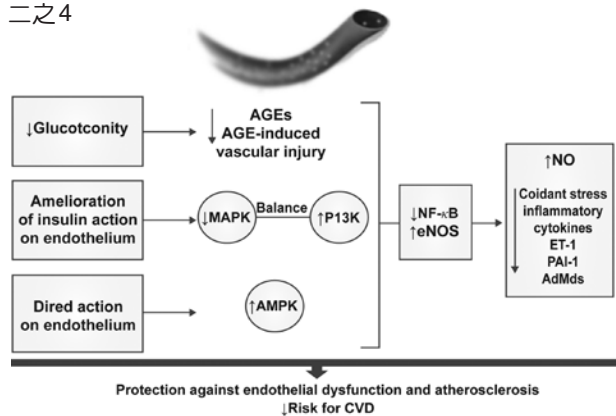 二之4
↓Glucotconity
↓ AGEs
AGE-induced
vascular injury
Amelioration
of insulin action
on endothelium
↓MAPK
Balance
↑P13K
Dired action
on endothelium
↑AMPK
↓NF-κB
↑eNOS
↑NO
Coidant stress
inflammatory
cytokines
ET-1
PAI-1
AdMds
Protection against endothelial dysfunction and atherosclerosis
↓Risk for CVD